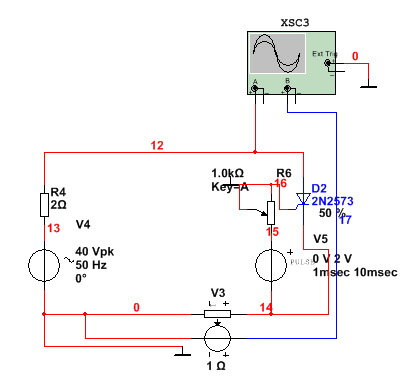 XSC3
Ext Trig
0
A
B
12
1.0kΩ
Key=A
R6
16
R4
2Ω
D2
2N2573
50 %
17
13
V4
40 Vpk
50 Hz
0°
15
V5
PULSE
0 V 2 V
1msec 10msec
V3
0
14
1 Ω